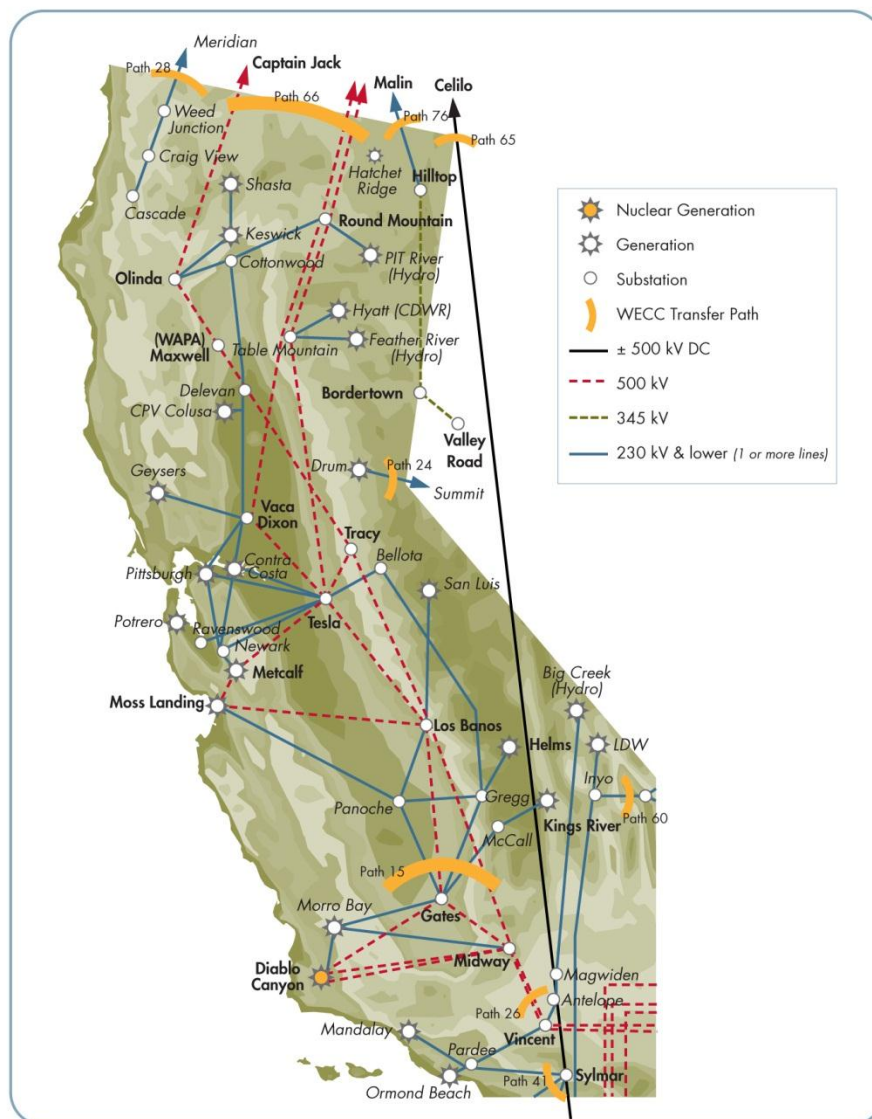 Meridian
Path 28
Captain Jack
Path 66
Malin
Celilo
Path 76
Path 65
Weed
Junction
Craig View
Cascade
Shasta
Hatchet
Ridge
Hilltop
Keswick
Round Mountain
Cottonwood
PIT River
(Hydro)
Olinda
Hyatt (CDWR)
(WAPA)
Maxwell
Table Mountain
Feather River
(Hydro)
Delevan
Bordertown
CPV Colusa
Valley
Road
Geysers
Drum
Path 24
Summit
Vaca
Dixon
Tracy
Bellota
Pittsburgh
Contra
Costa
San Luis
Potrero
Tesla
Ravenswood
Newark
Metcalf
Big Creek
(Hydro)
Moss Landing
Los Banos
Helms
LDW
Inyo
Panoche
Gregg
Kings River
Path 60
McCall
Path 15
Morro Bay
Gates
Diablo
Canyon
Midway
Magwiden
Antelope
Path 26
Mandalay
Vincent
Pardee
Ormond Beach
Path 41
Sylmar
Nuclear Generation
Generation
Substation
WECC Transfer Path
± 500 kV DC
500 kV
345 kV
230 kV & lower (1 or more lines)